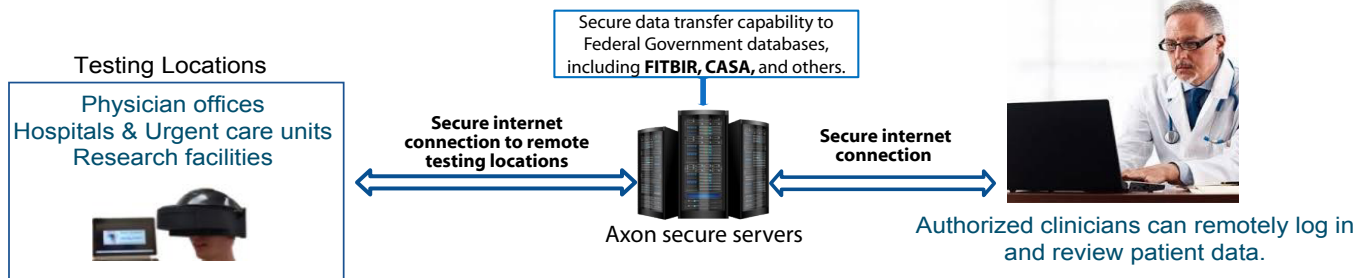 Testing Locations
Physician offices
Hospitals & Urgent care units
Research facilities
Secure internet
connection to remote
testing locations
Secure data transfer capability to
Federal Government databases,
including FITBIR, CASA, and others.
Axon secure servers
Secure internet
connection
Authorized clinicians can remotely log in
and review patient data.